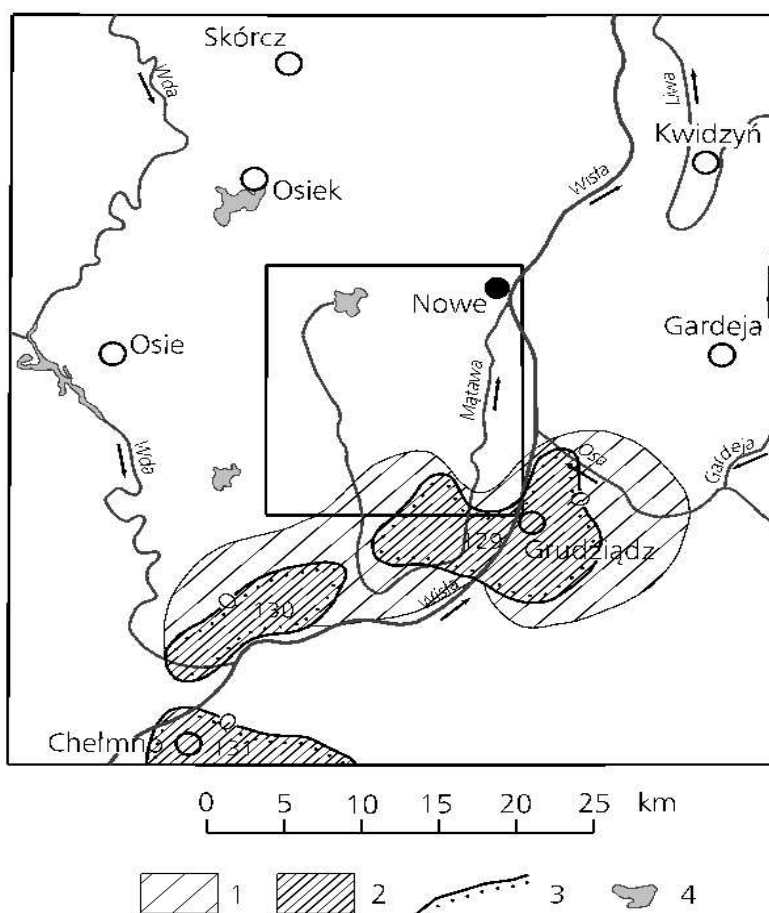 Skórcz
Wda
Liwa
Kwidzyń
Wisła
Osiek
Nowe
Gardeja
Osie
Mątawa
Wda
Osa
Gardeja
129
Grudziądz
130
Wisła
Chełmno
131
0 5 10 15 20 25 km
1 2 3 4